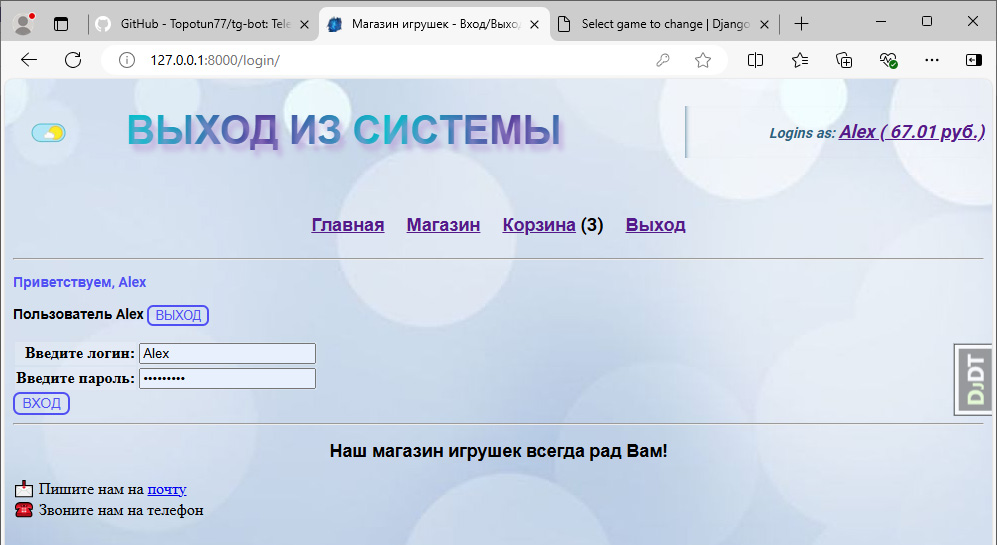 GitHub - Topotun77/tg-bot: Tele
Магазин игрушек - Вход/Выход
Select game to change | Django
127.0.0.1:8000/login/
ВЫХОД ИЗ СИСТЕМЫ
Logins as: Alex ( 67.01 руб.)
Главная Магазин Корзина (3) Выход
Приветствуем, Alex
Пользователь Alex ВЫХОД
Введите логин: Alex
Введите пароль: •••••••••
ВХОД
DjDT
Наш магазин игрушек всегда рад Вам!
Пишите нам на почту
Звоните нам на телефон